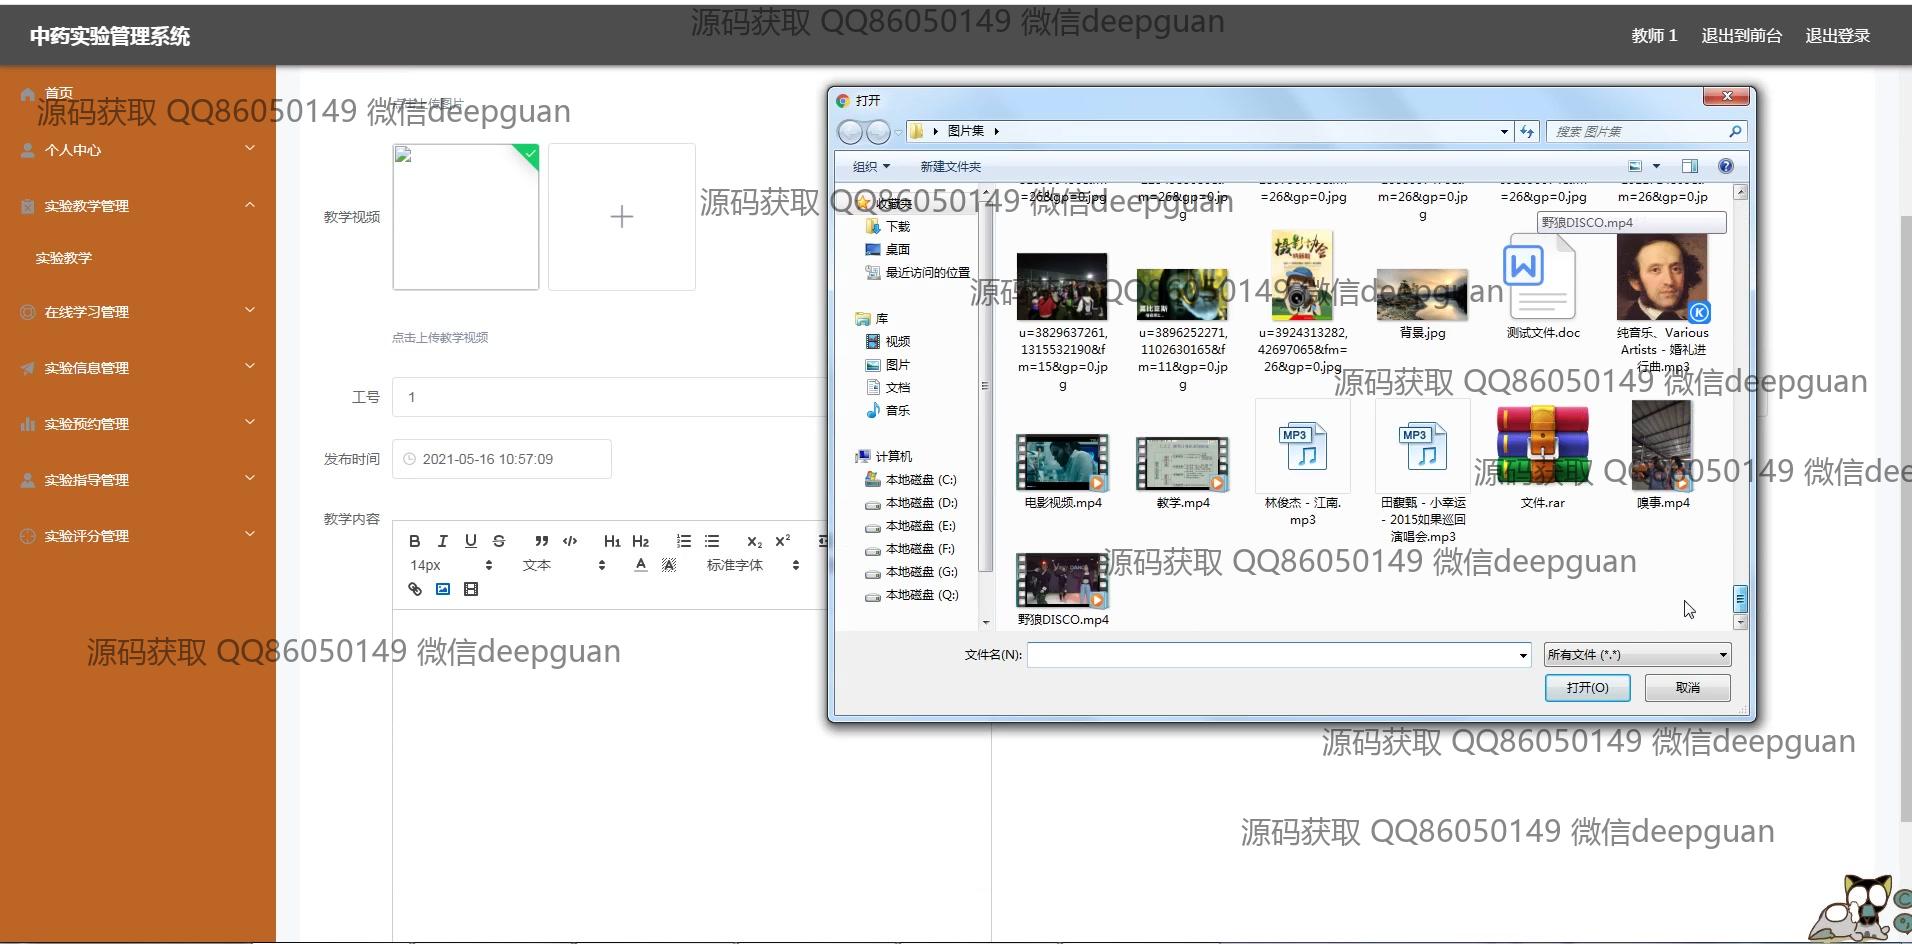 中药实验管理系统
教师 1
退出到前台
退出登录
源码获取 QQ86050149 微信deepguan
首页
个人中心
实验教学管理
实验教学
在线学习管理
实验信息管理
实验预约管理
实验指导管理
实验评分管理
源码获取 QQ86050149 微信deepguan
点击上传图片
教学视频
点击上传教学视频
工号
1
发布时间
2021-05-16 10:57:09
教学内容
B I U S H1 H2 x2 x2
14px 文本 A A 标准字体
源码获取 QQ86050149 微信deepguan
打开
图片集
搜索 图片集
组织
新建文件夹
源码获取 QQ86050149 微信deepguan
收藏夹
下载
桌面
最近访问的位置
库
视频
图片
文档
音乐
计算机
本地磁盘 (C:)
本地磁盘 (D:)
本地磁盘 (E:)
本地磁盘 (F:)
本地磁盘 (G:)
本地磁盘 (Q:)
=26&gp=0.jpg
m=26&gp=0.jp
g
=26&gp=0.jpg
m=26&gp=0.jp
g
=26&gp=0.jpg
m=26&gp=0.jp
野狼DISCO.mp4
摄影协会
源码获取 QQ86050149 微信deepguan
W
K
u=3829637261,
1315532190&f
m=15&gp=0.jp
g
u=3896252271,
1102630165&f
m=11&gp=0.jp
g
u=3924313282,
42697065&fm=
26&gp=0.jpg
背景.jpg
测试文件.doc
纯音乐、Various
Artists - 婚礼进
行曲.mp3
源码获取 QQ86050149 微信deepguan
MP3
MP3
电影视频.mp4
教学.mp4
林俊杰 - 江南.
mp3
田馥甄 - 小幸运
- 2015如果巡回
演唱会.mp3
文件.rar
嗅事.mp4
源码获取 QQ86050149 微信dee
源码获取 QQ86050149 微信deepguan
野狼DISCO.mp4
文件名(N):
所有文件 (*.*)
打开(O)
取消
源码获取 QQ86050149 微信deepguan
源码获取 QQ86050149 微信deepguan